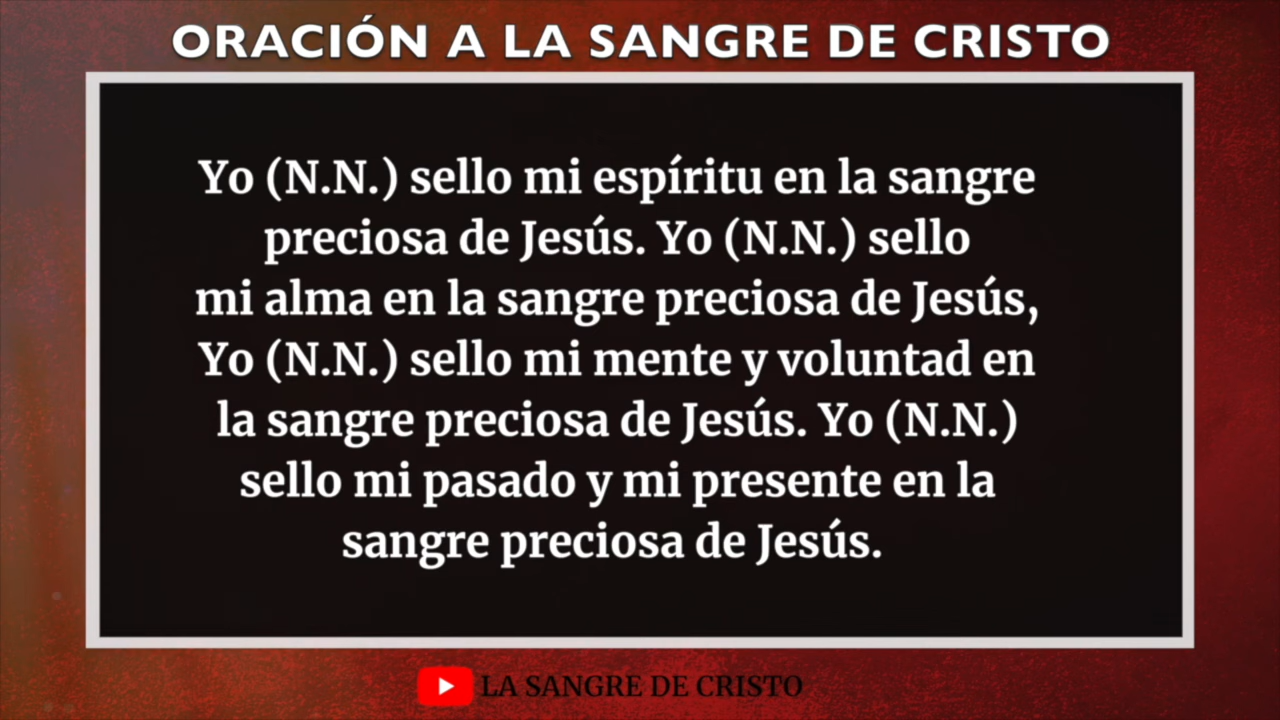 ORACIÓN A LA SANGRE DE CRISTO
Yo (N.N.) sello mi espíritu en la sangre
preciosa de Jesús. Yo (N.N.) sello
mi alma en la sangre preciosa de Jesús,
Yo (N.N.) sello mi mente y voluntad en
la sangre preciosa de Jesús. Yo (N.N.)
sello mi pasado y mi presente en la
sangre preciosa de Jesús.
LA SANGRE DE CRISTO